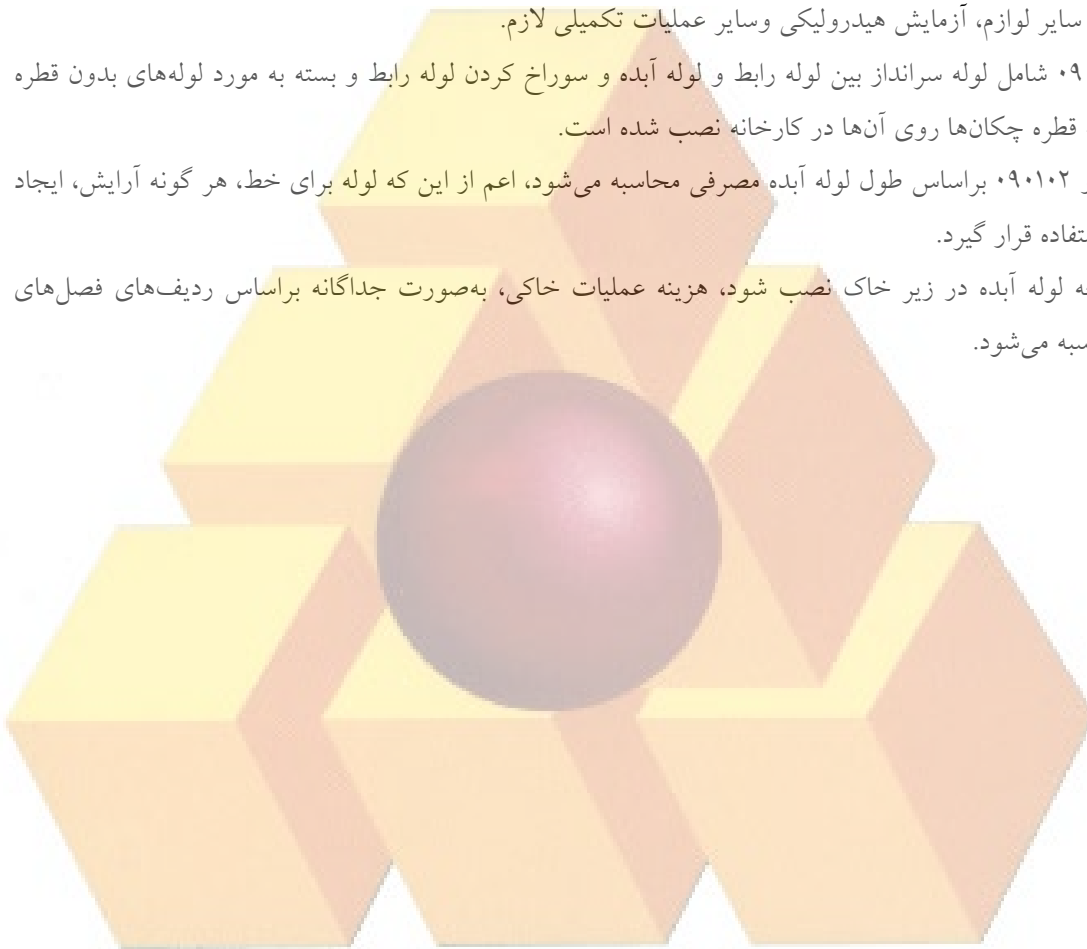 سایر لوازم، آزمایش هیدرولیکی وسایر عملیات تکمیلی لازم.
۰۹ شامل لوله سرانداز بین لوله رابط و لوله آبده و سوراخ کردن لوله رابط و بسته به مورد لوله‌های بدون قطره
قطره چکان‌ها روی آن‌ها در کارخانه نصب شده است.
۰۹۰۱۰۲ براساس طول لوله آبده مصرفی محاسبه می‌شود، اعم از این که لوله برای خط، هر گونه آرایش، ایجاد
قرار گیرد.
لوله آبده در زیر خاک نصب شود، هزینه عملیات خاکی، به‌صورت جداگانه براساس ردیف‌های فصل‌های
می‌شود.